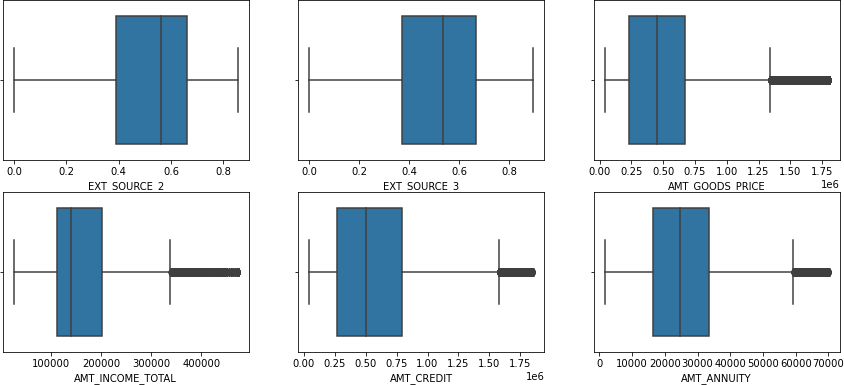 0.0 0.2 0.4 0.6 0.8
EXT_SOURCE_2
0.0 0.2 0.4 0.6 0.8
EXT_SOURCE_3
0.00 0.25 0.50 0.75 1.00 1.25 1.50 1.75
1e6
AMT_GOODS_PRICE
100000 200000 300000 400000
AMT_INCOME_TOTAL
0.00 0.25 0.50 0.75 1.00 1.25 1.50 1.75
1e6
AMT_CREDIT
0 10000 20000 30000 40000 50000 60000 70000
AMT_ANNUITY